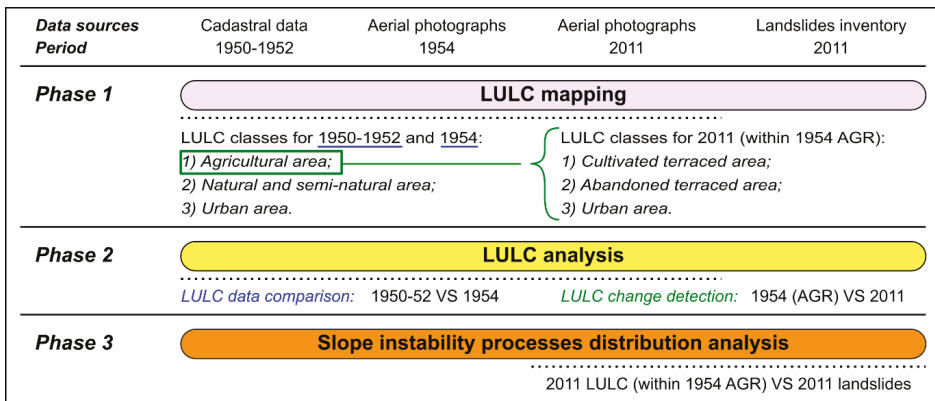 Data sources Cadastral data Aerial photographs Aerial photographs Landslides inventory
Period 1950-1952 1954 2011 2011
Phase 1 LULC mapping
LULC classes for 1950-1952 and 1954: LULC classes for 2011 (within 1954 AGR):
1) Agricultural area; 1) Cultivated terraced area;
2) Natural and semi-natural area; 2) Abandoned terraced area;
3) Urban area. 3) Urban area.
Phase 2 LULC analysis
LULC data comparison: 1950-52 VS 1954 LULC change detection: 1954 (AGR) VS 2011
Phase 3 Slope instability processes distribution analysis
2011 LULC (within 1954 AGR) VS 2011 landslides